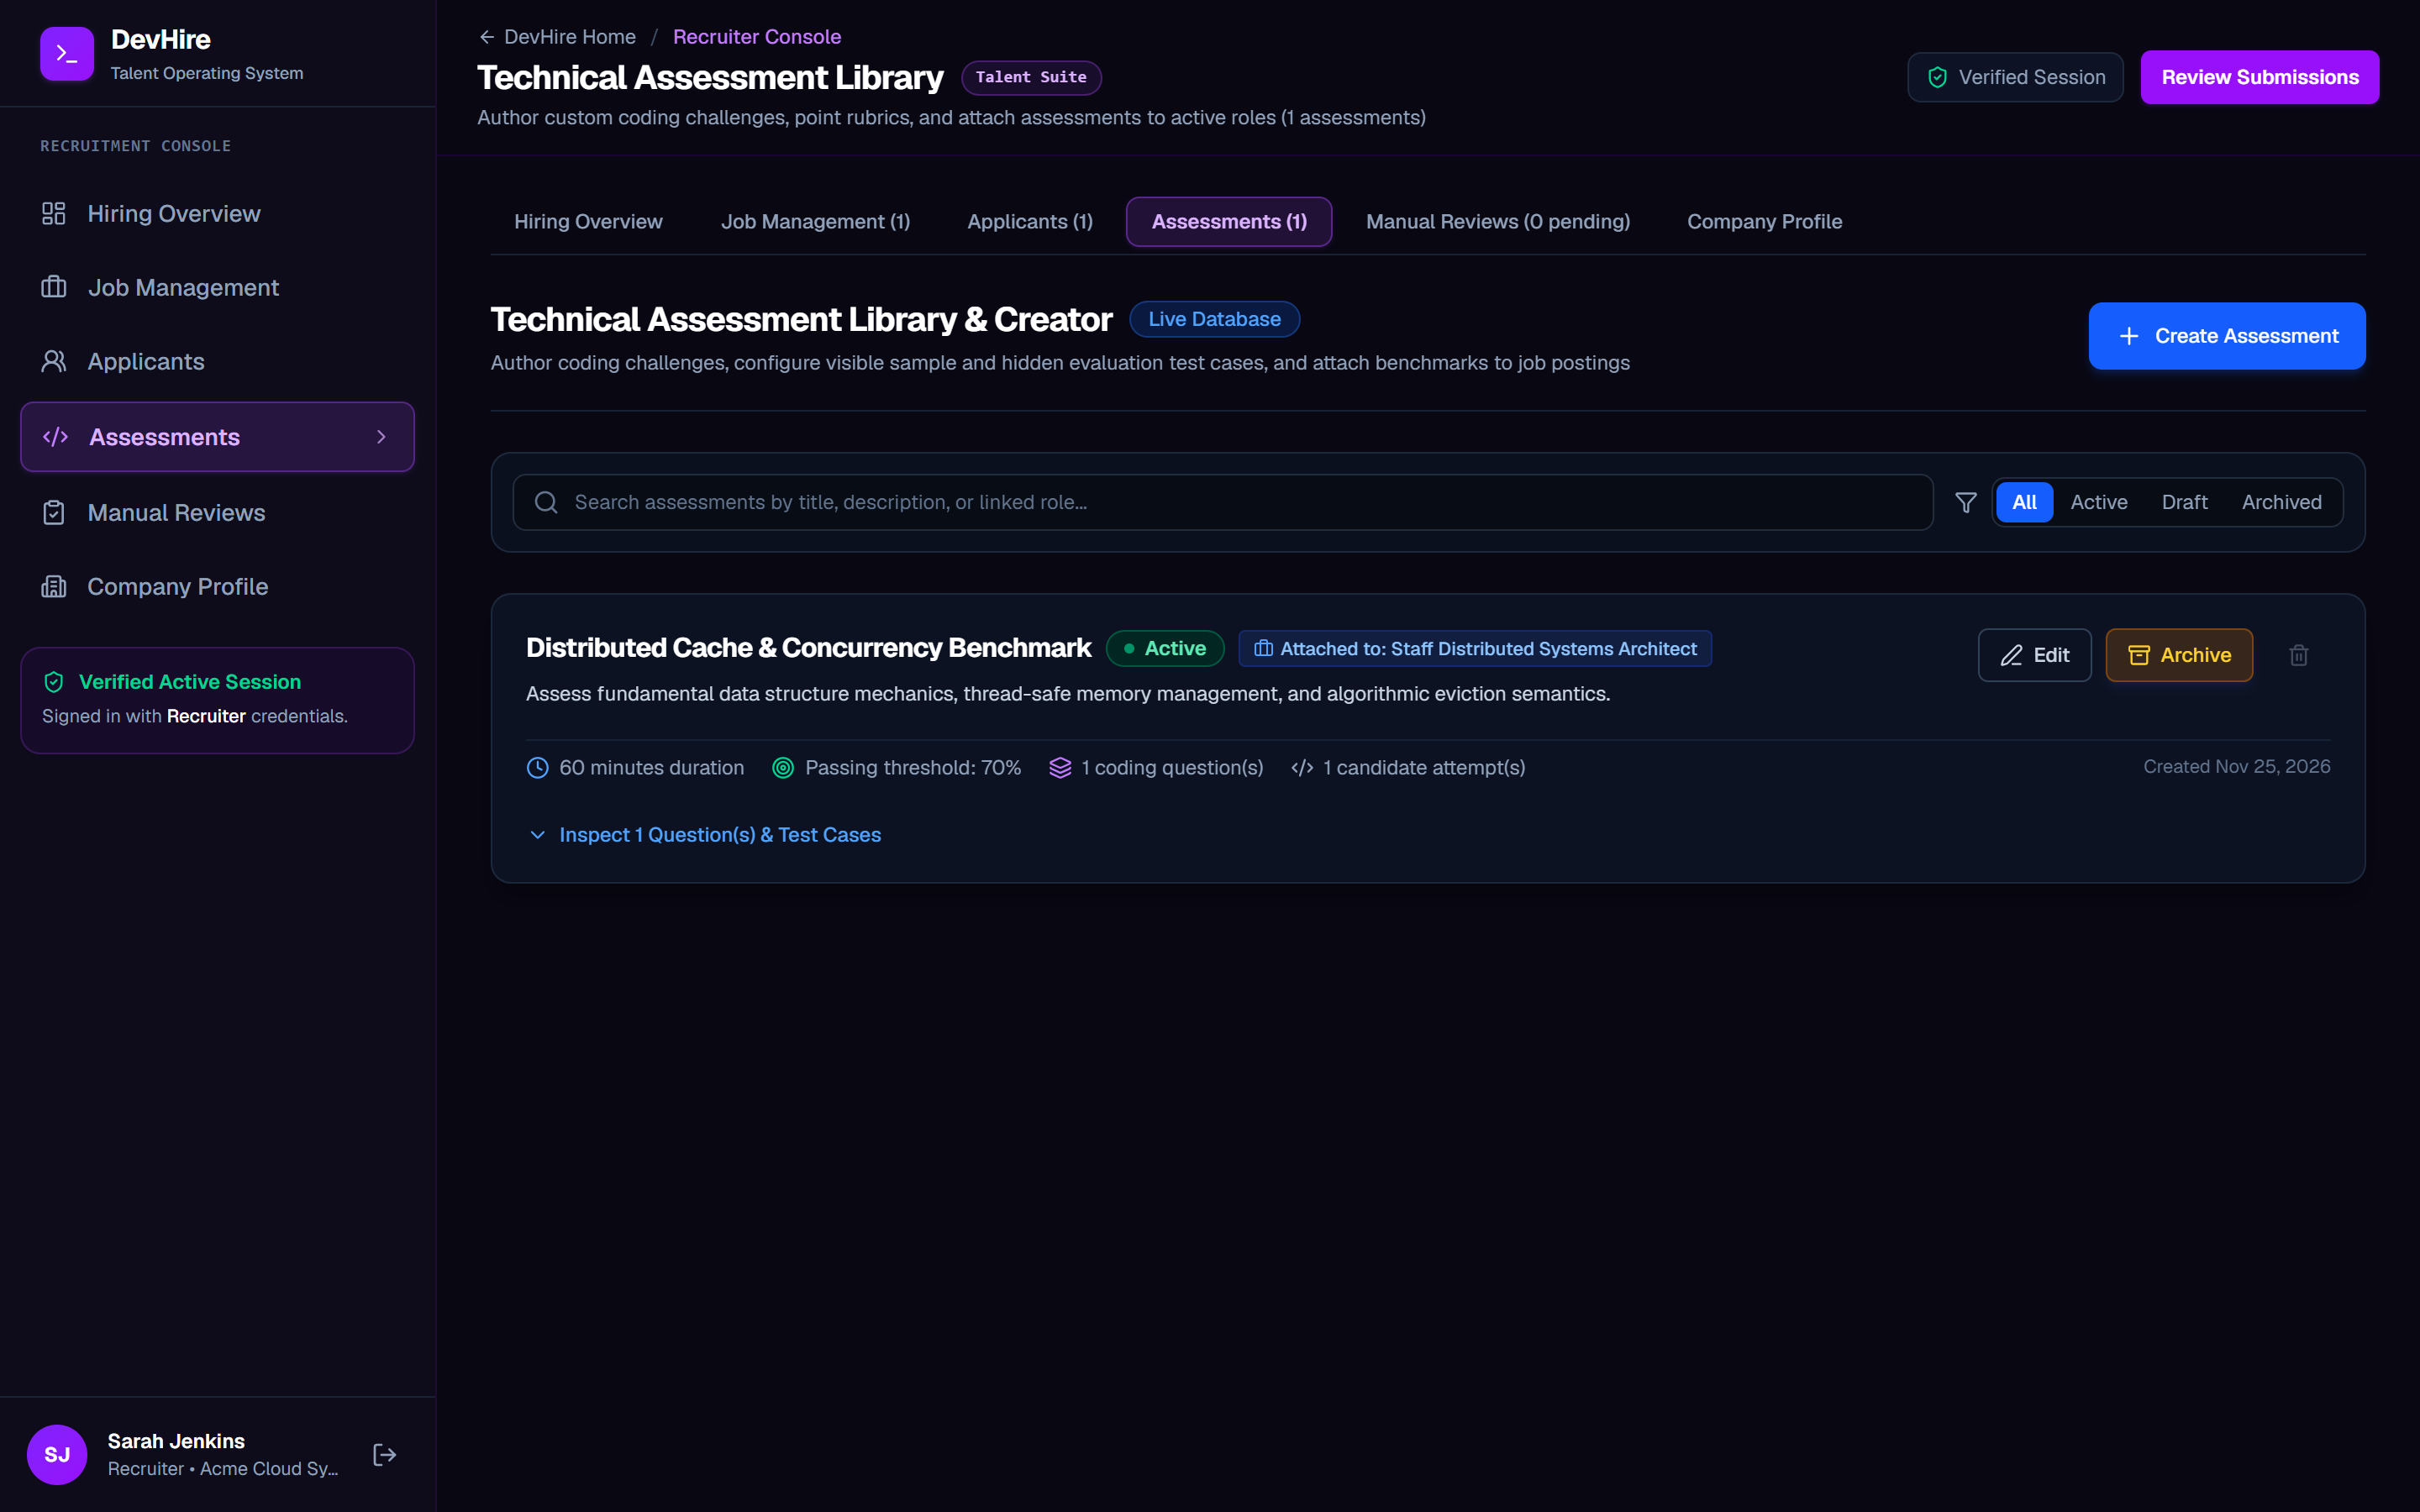 DevHire
Talent Operating System
RECRUITMENT CONSOLE
Hiring Overview
Job Management
Applicants
Assessments
Manual Reviews
Company Profile
Verified Active Session
Signed in with Recruiter credentials.
SJ
Sarah Jenkins
Recruiter • Acme Cloud Sy...
DevHire Home / Recruiter Console
Technical Assessment Library Talent Suite
Author custom coding challenges, point rubrics, and attach assessments to active roles (1 assessments)
Verified Session
Review Submissions
Hiring Overview Job Management (1) Applicants (1) Assessments (1) Manual Reviews (0 pending) Company Profile
Technical Assessment Library & Creator Live Database
Author coding challenges, configure visible sample and hidden evaluation test cases, and attach benchmarks to job postings
Create Assessment
Search assessments by title, description, or linked role...
All Active Draft Archived
Distributed Cache & Concurrency Benchmark Active Attached to: Staff Distributed Systems Architect
Edit Archive
Assess fundamental data structure mechanics, thread-safe memory management, and algorithmic eviction semantics.
60 minutes duration Passing threshold: 70% 1 coding question(s) 1 candidate attempt(s) Created Nov 25, 2026
Inspect 1 Question(s) & Test Cases